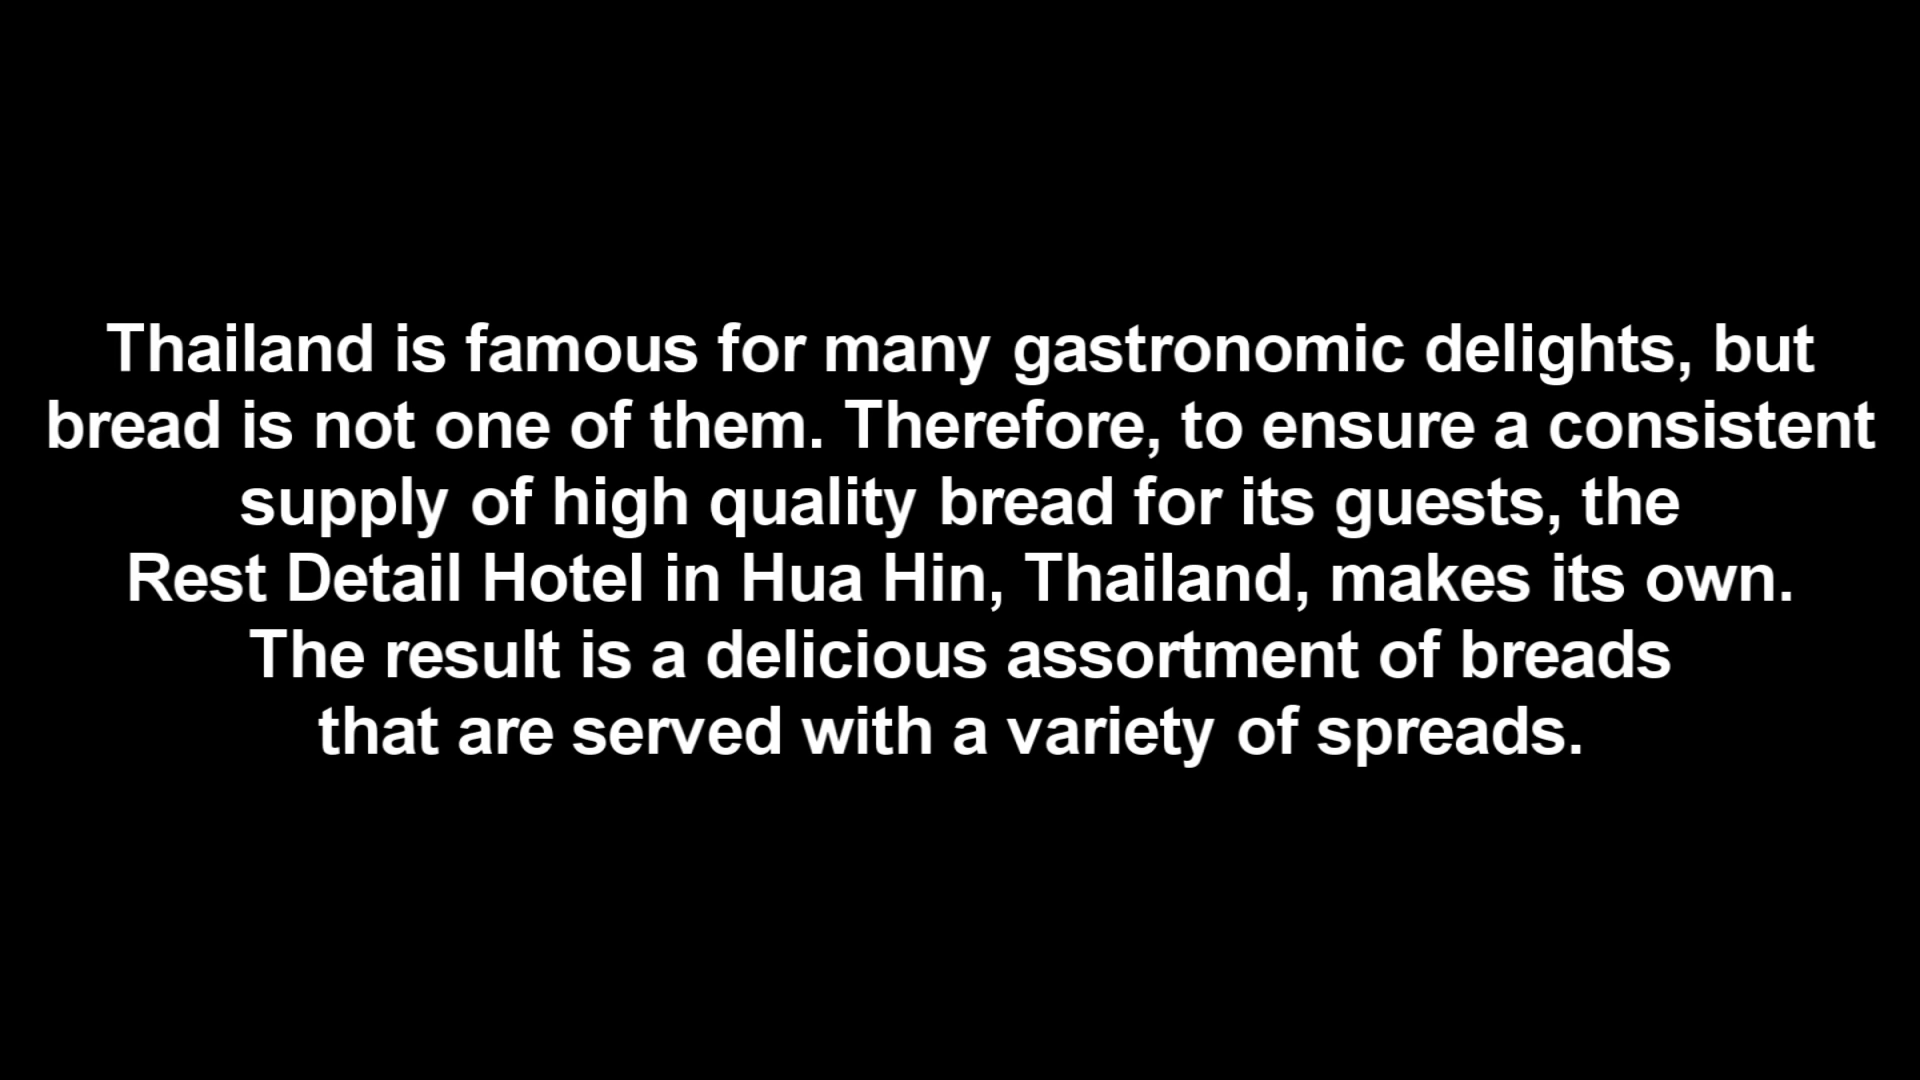 Thailand is famous for many gastronomic delights, but
bread is not one of them. Therefore, to ensure a consistent
supply of high quality bread for its guests, the
Rest Detail Hotel in Hua Hin, Thailand, makes its own.
The result is a delicious assortment of breads
that are served with a variety of spreads.